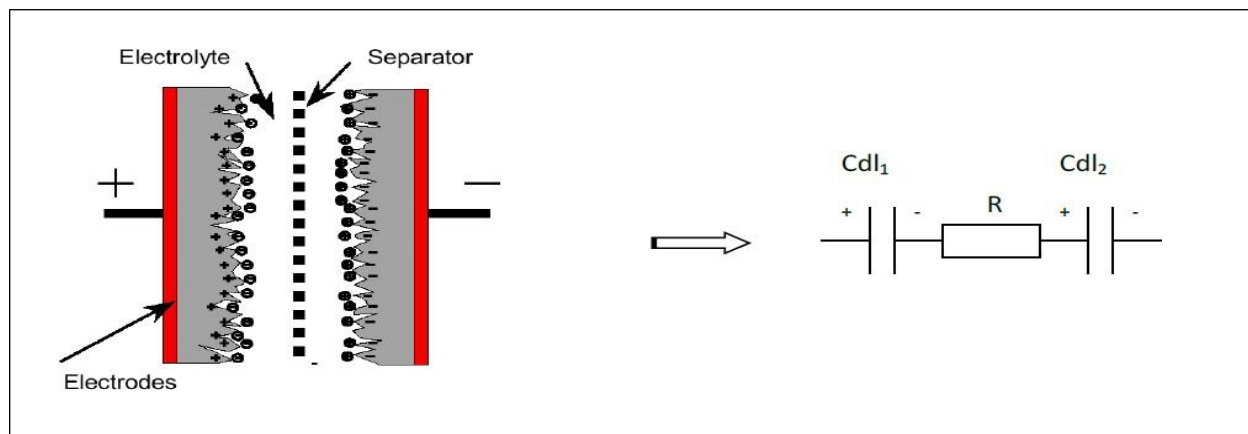 Electrolyte
Separator
+
−
Electrodes
Cdl₁
Cdl₂
+ - R + -